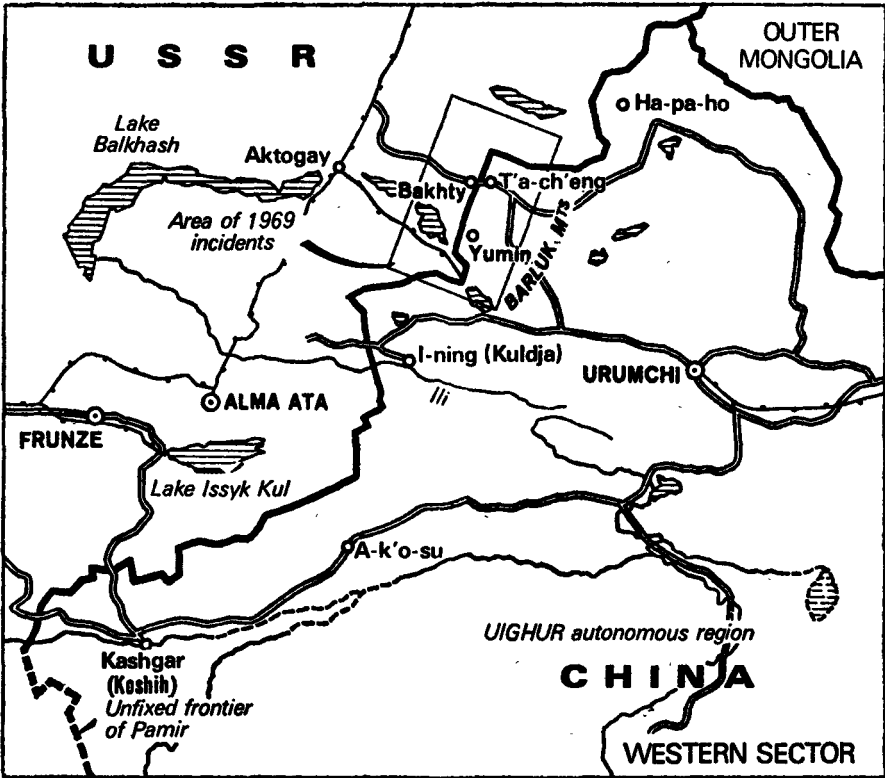 USSR
OUTER
MONGOLIA
Ha-pa-ho
Lake
Balkhash
Aktogay
Bakhty
T'a-ch'eng
Area of 1969
incidents
Yumin
BARLUK MTS
I-ning (Kuldja)
URUMCHI
Ili
ALMA ATA
FRUNZE
Lake Issyk Kul
A-k'o-su
UIGHUR autonomous region
Kashgar
(Koshih)
CHINA
Unfixed frontier
of Pamir
WESTERN SECTOR